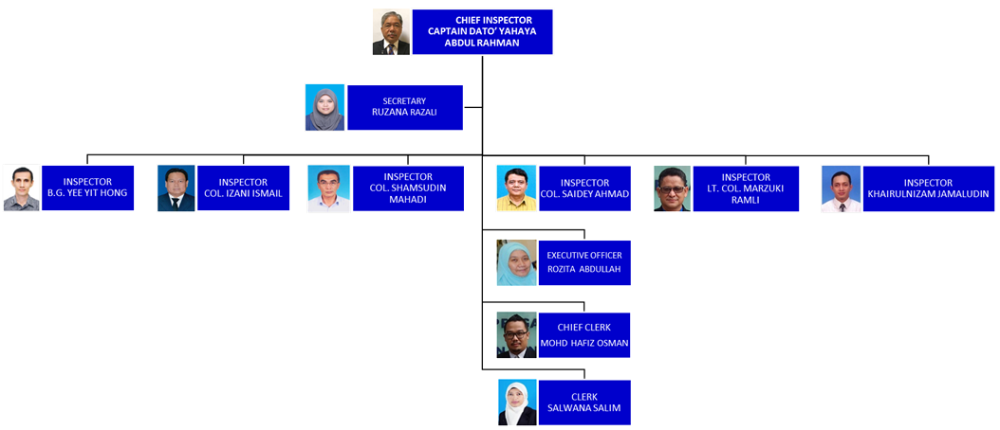 CHIEF INSPECTOR
CAPTAIN DATO’ YAHAYA
ABDUL RAHMAN
SECRETARY
RUZANA RAZALI
INSPECTOR
B.G. YEE YIT HONG
INSPECTOR
COL. IZANI ISMAIL
INSPECTOR
COL. SHAMSUDIN
MAHADI
INSPECTOR
COL. SAIDEY AHMAD
INSPECTOR
LT. COL. MARZUKI
RAMLI
INSPECTOR
KHAIRULNIZAM JAMALUDIN
EXECUTIVE OFFICER
ROZITA ABDULLAH
CHIEF CLERK
MOHD HAFIZ OSMAN
CLERK
SALWANA SALIM